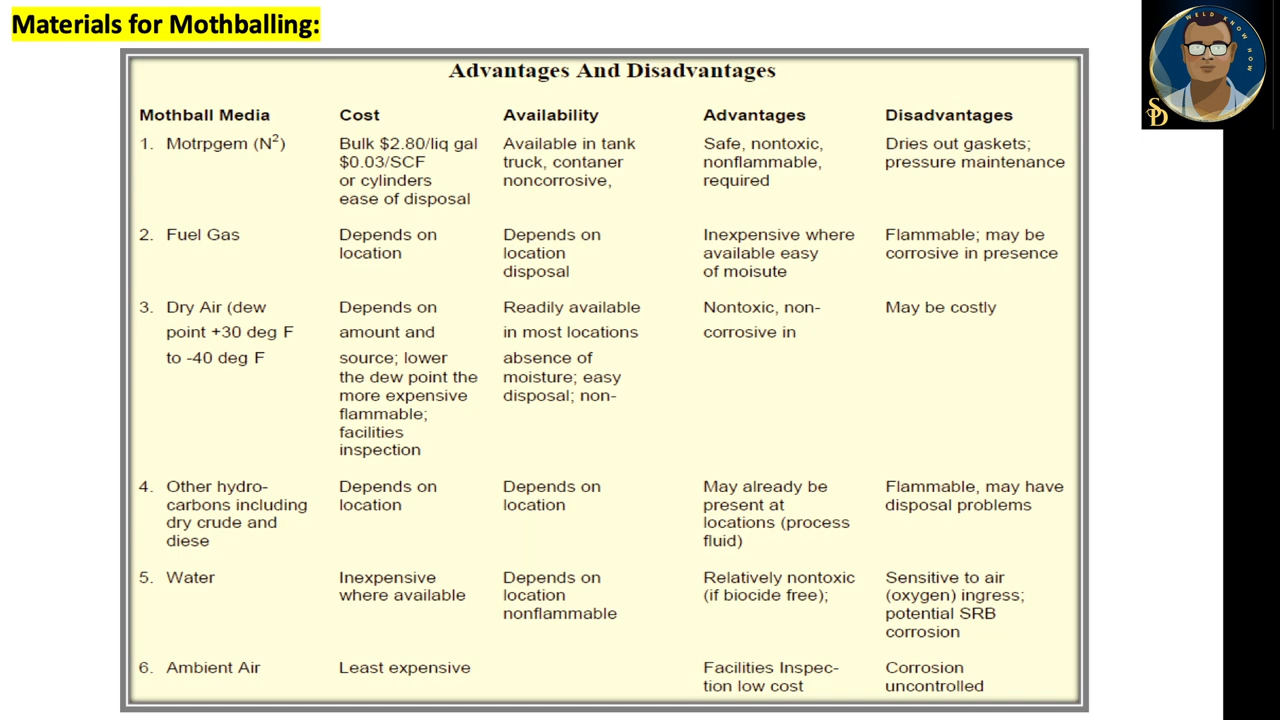 Materials for Mothballing:
WELD KNOW HOW
SD
Advantages And Disadvantages
Mothball Media Cost Availability Advantages Disadvantages
1. Motrpgem (N²) Bulk $2.80/liq gal Available in tank Safe, nontoxic, Dries out gaskets;
$0.03/SCF truck, contaner nonflammable, pressure maintenance
or cylinders noncorrosive, required
ease of disposal
2. Fuel Gas Depends on Depends on Inexpensive where Flammable; may be
location location available easy corrosive in presence
disposal of moisute
3. Dry Air (dew Depends on Readily available Nontoxic, non- May be costly
point +30 deg F amount and in most locations corrosive in
to -40 deg F source; lower absence of
the dew point the moisture; easy
more expensive disposal; non-
flammable;
facilities
inspection
4. Other hydro- Depends on Depends on May already be Flammable, may have
carbons including location location present at disposal problems
dry crude and locations (process
diese fluid)
5. Water Inexpensive Depends on Relatively nontoxic Sensitive to air
where available location (if biocide free); (oxygen) ingress;
nonflammable potential SRB
corrosion
6. Ambient Air Least expensive Facilities Inspec- Corrosion
tion low cost uncontrolled